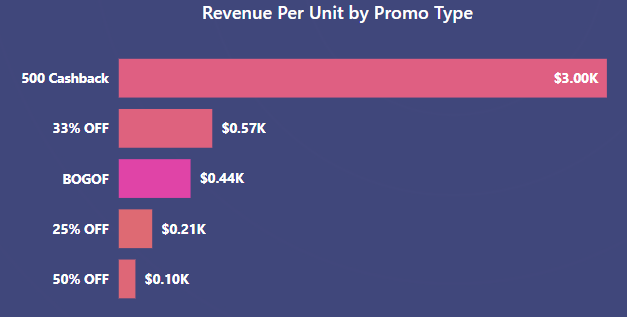 Revenue Per Unit by Promo Type
500 Cashback $3.00K
33% OFF $0.57K
BOGOF $0.44K
25% OFF $0.21K
50% OFF $0.10K